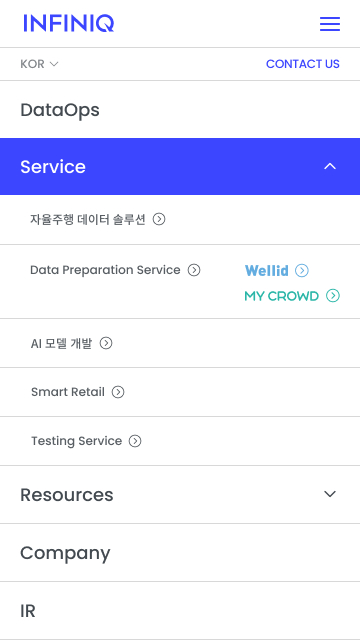 INFINIQ
KOR
CONTACT US
DataOps
Service
자율주행 데이터 솔루션
Data Preparation Service
Wellid
MY CROWD
AI 모델 개발
Smart Retail
Testing Service
Resources
Company
IR